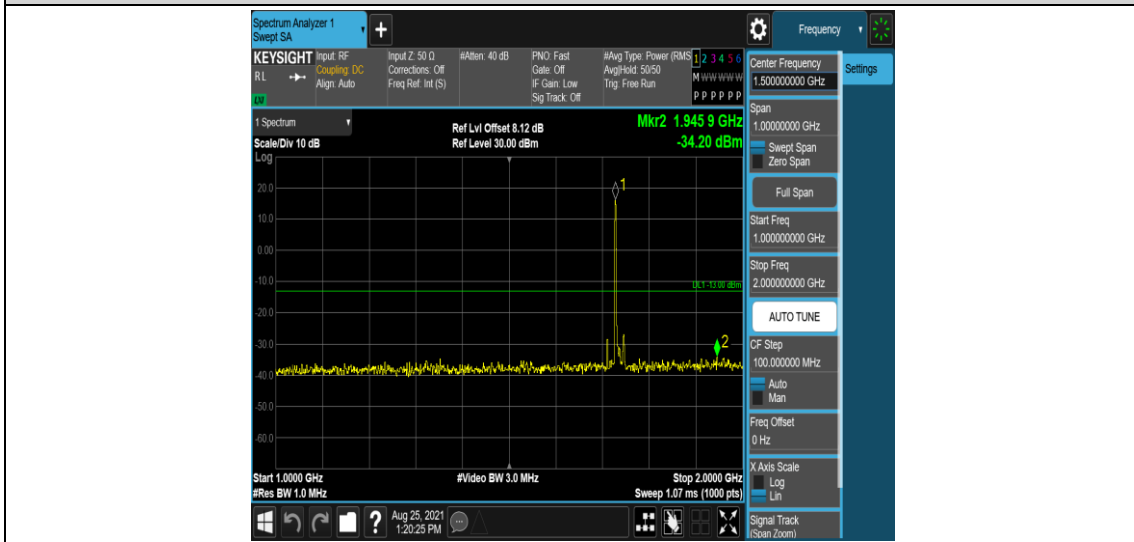 Spectrum Analyzer 1
Swept SA
+
Frequency
KEYSIGHT
RL
LXI
Input: RF
Coupling: DC
Align: Auto
Input Z: 50 Ω
Corrections: Off
Freq Ref: Int (S)
#Atten: 40 dB
PNO: Fast
Gate: Off
IF Gain: Low
Sig Track: Off
#Avg Type: Power (RMS
Avg|Hold: 50/50
Trig: Free Run
1 2 3 4 5 6
M W W W W W
P P P P P P
1 Spectrum
Scale/Div 10 dB
Log
Ref Lvl Offset 8.12 dB
Ref Level 30.00 dBm
Mkr2 1.945 9 GHz
-34.20 dBm
20.0
10.0
0.00
-10.0
-20.0
-30.0
-40.0
-50.0
-60.0
1
DL1 -13.00 dBm
2
Start 1.0000 GHz
#Res BW 1.0 MHz
#Video BW 3.0 MHz
Stop 2.0000 GHz
Sweep 1.07 ms (1000 pts)
Center Frequency
1.500000000 GHz
Settings
Span
1.00000000 GHz
Swept Span
Zero Span
Full Span
Start Freq
1.000000000 GHz
Stop Freq
2.000000000 GHz
AUTO TUNE
CF Step
100.000000 MHz
Auto
Man
Freq Offset
0 Hz
X Axis Scale
Log
Lin
Signal Track
(Span Zoom)
?
Aug 25, 2021
1:20:25 PM